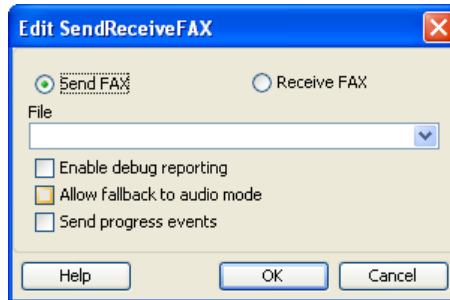 Edit SendReceiveFAX
Send FAX Receive FAX
File
Enable debug reporting
Allow fallback to audio mode
Send progress events
Help OK Cancel